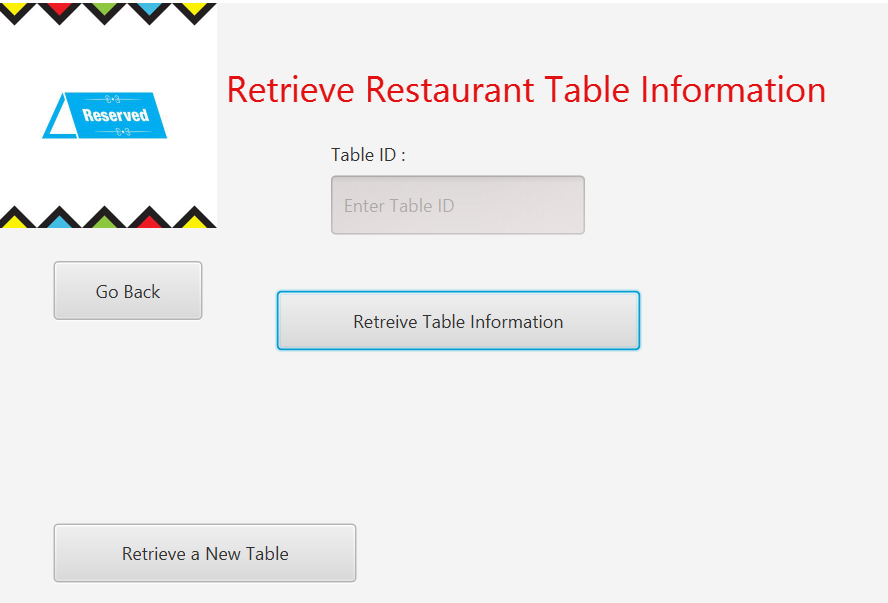 Reserved
Retrieve Restaurant Table Information
Table ID :
Enter Table ID
Go Back
Retreive Table Information
Retrieve a New Table